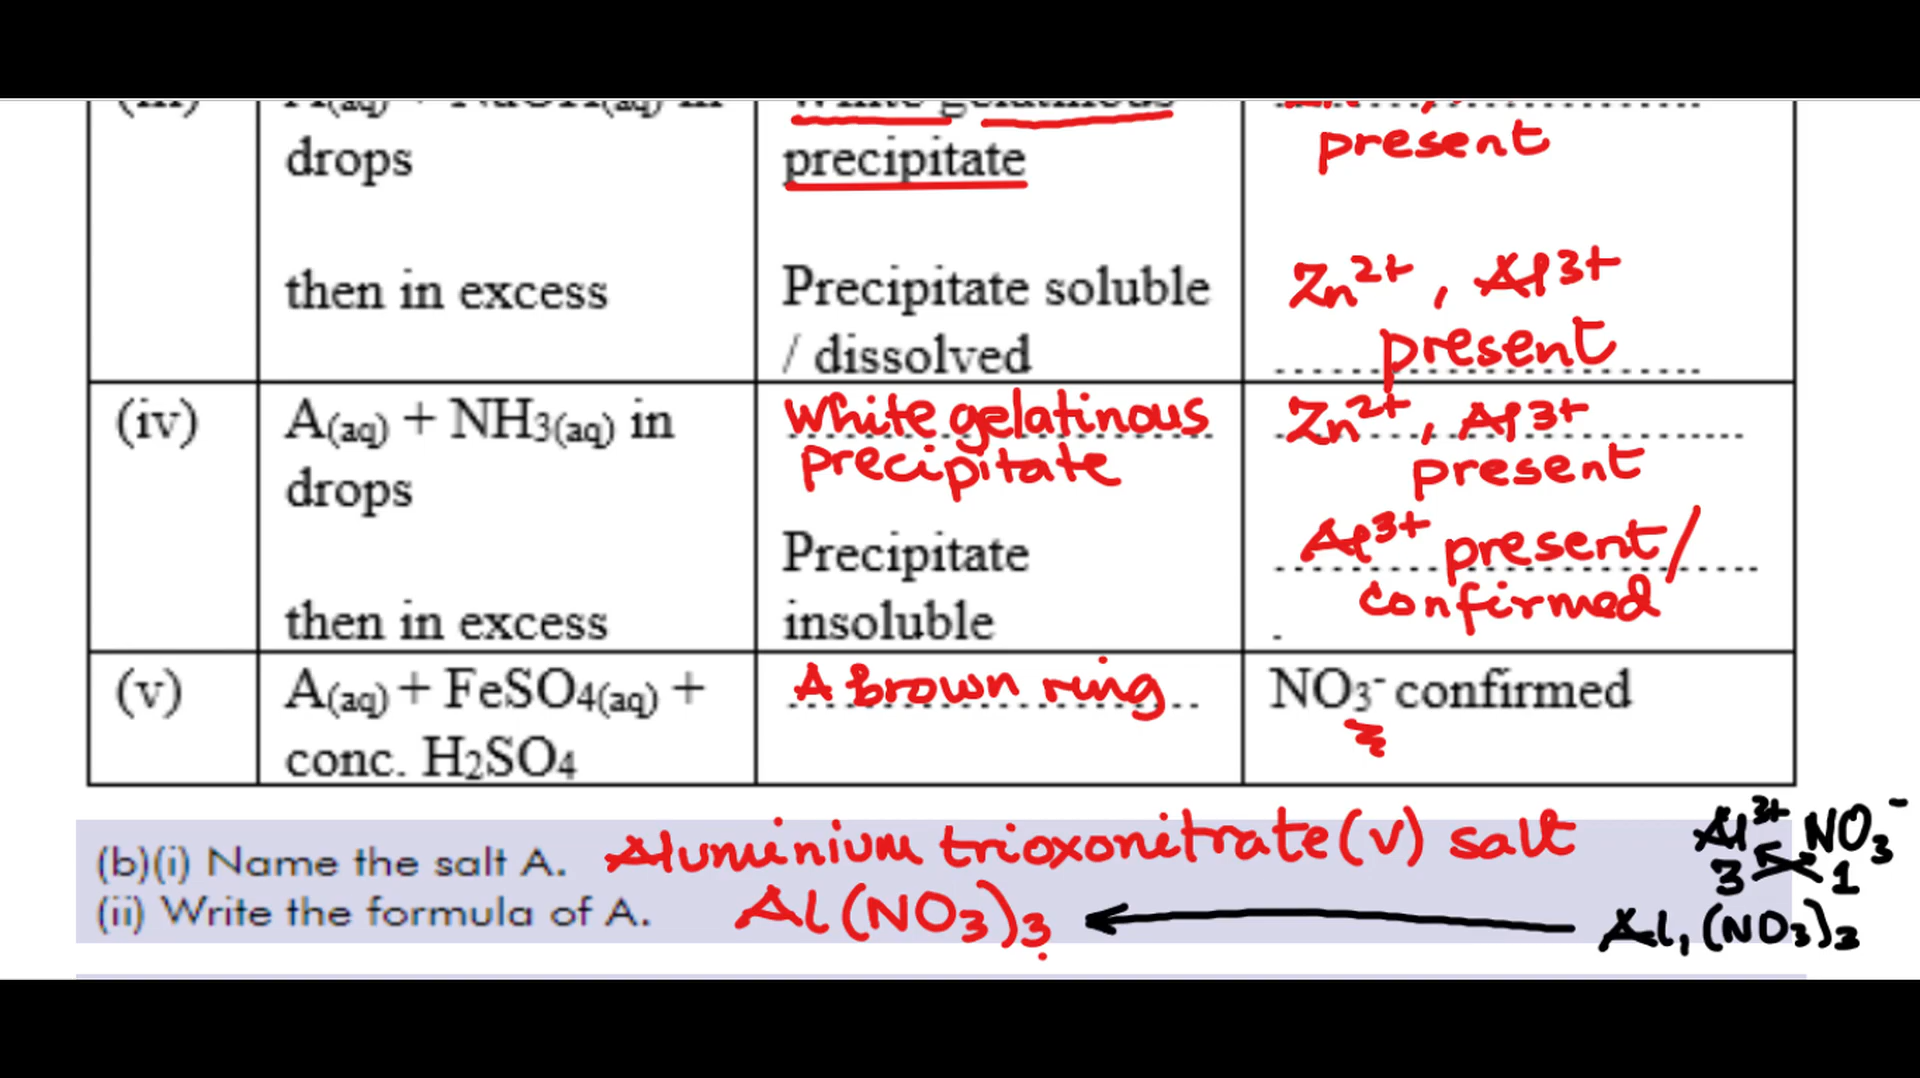 drops
precipitate
present
then in excess
Precipitate soluble
/ dissolved
Zn²⁺, Al³⁺
present
(iv)
A(aq) + NH3(aq) in
drops
White gelatinous
precipitate
Zn²⁺, Al³⁺
present
then in excess
Precipitate
insoluble
Al³⁺ present/
confirmed
(v)
A(aq) + FeSO4(aq) +
conc. H2SO4
A brown ring
NO3⁻ confirmed
(b)(i) Name the salt A. Aluminium trioxonitrate(v) salt
(ii) Write the formula of A. Al(NO3)3
Al³⁺ NO3⁻
3 1
Al1(NO3)3